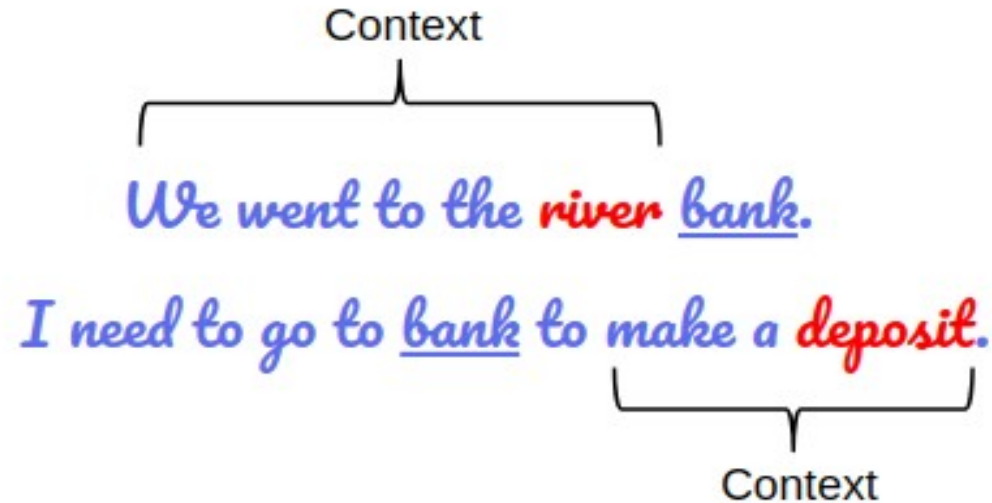 Context
We went to the river bank.
I need to go to bank to make a deposit.
Context